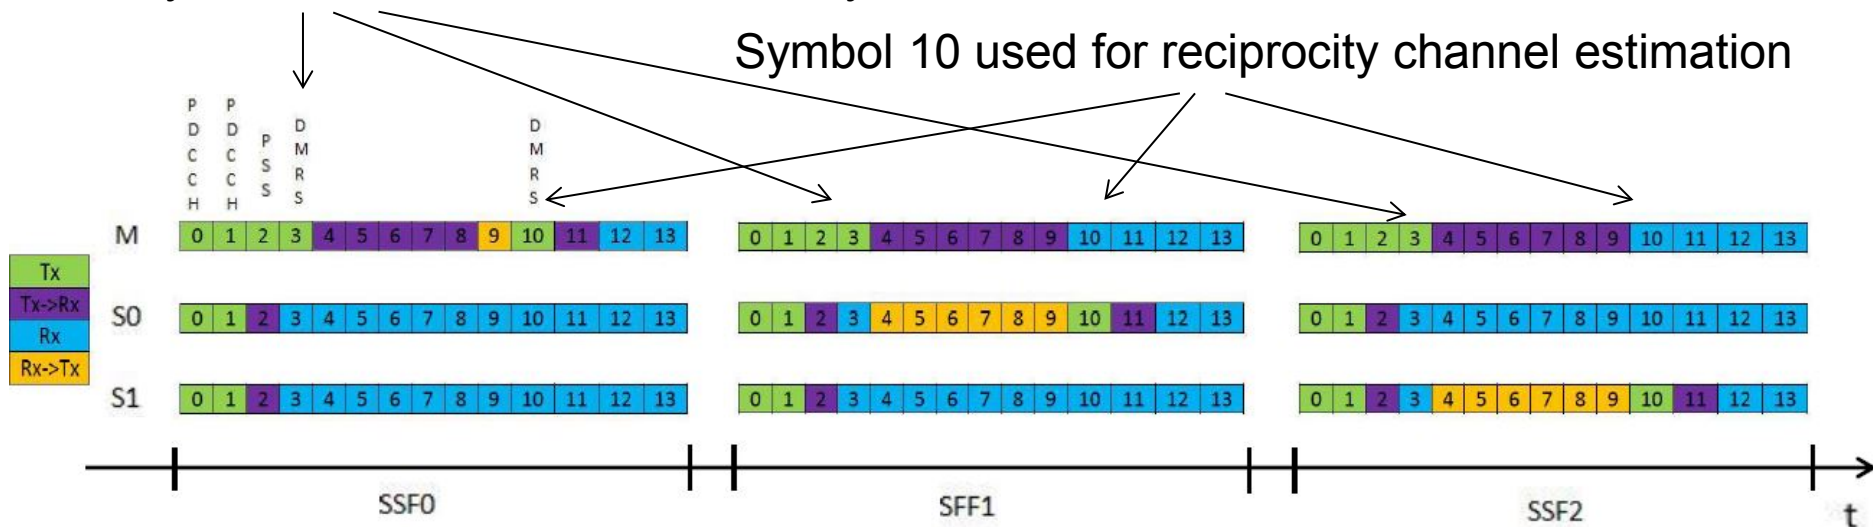 Symbol 10 used for reciprocity channel estimation
PDCCH PDCCH PSS DMRS DMRS
M 0 1 2 3 4 5 6 7 8 9 10 11 12 13 0 1 2 3 4 5 6 7 8 9 10 11 12 13 0 1 2 3 4 5 6 7 8 9 10 11 12 13
Tx
Tx->Rx
S0 0 1 2 3 4 5 6 7 8 9 10 11 12 13 0 1 2 3 4 5 6 7 8 9 10 11 12 13 0 1 2 3 4 5 6 7 8 9 10 11 12 13
Rx
Rx->Tx
S1 0 1 2 3 4 5 6 7 8 9 10 11 12 13 0 1 2 3 4 5 6 7 8 9 10 11 12 13 0 1 2 3 4 5 6 7 8 9 10 11 12 13
SSF0 SFF1 SSF2 t